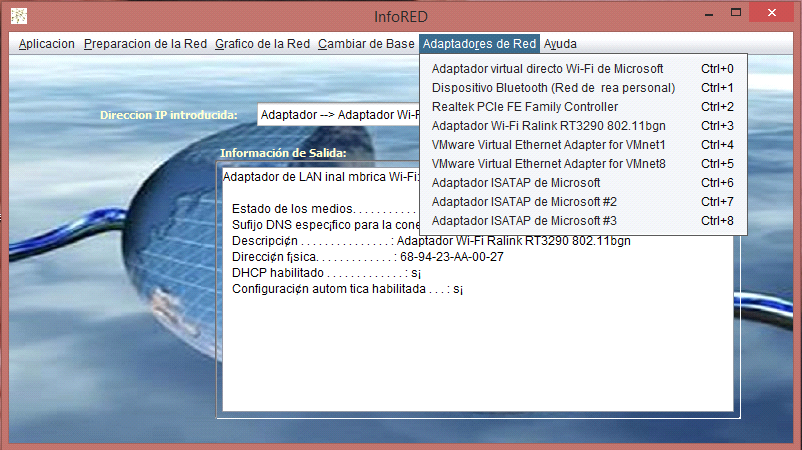 InfoRED
Aplicacion Preparacion de la Red Grafico de la Red Cambiar de Base Adaptadores de Red Ayuda
Adaptador virtual directo Wi-Fi de Microsoft Ctrl+0
Dispositivo Bluetooth (Red de rea personal) Ctrl+1
Realtek PCIe FE Family Controller Ctrl+2
Adaptador Wi-Fi Ralink RT3290 802.11bgn Ctrl+3
VMware Virtual Ethernet Adapter for VMnet1 Ctrl+4
VMware Virtual Ethernet Adapter for VMnet8 Ctrl+5
Adaptador ISATAP de Microsoft Ctrl+6
Adaptador ISATAP de Microsoft #2 Ctrl+7
Adaptador ISATAP de Microsoft #3 Ctrl+8
Direccion IP introducida: Adaptador --> Adaptador Wi-F
Información de Salida:
Adaptador de LAN inal mbrica Wi-Fi:
Estado de los medios. . . . . . . . . . .
Sufijo DNS espec¡fico para la cone
Descripci¢n . . . . . . . . . . . . . . . : Adaptador Wi-Fi Ralink RT3290 802.11bgn
Direcci¢n f¡sica. . . . . . . . . . . . . : 68-94-23-AA-00-27
DHCP habilitado . . . . . . . . . . . . . : s¡
Configuraci¢n autom tica habilitada . . . : s¡